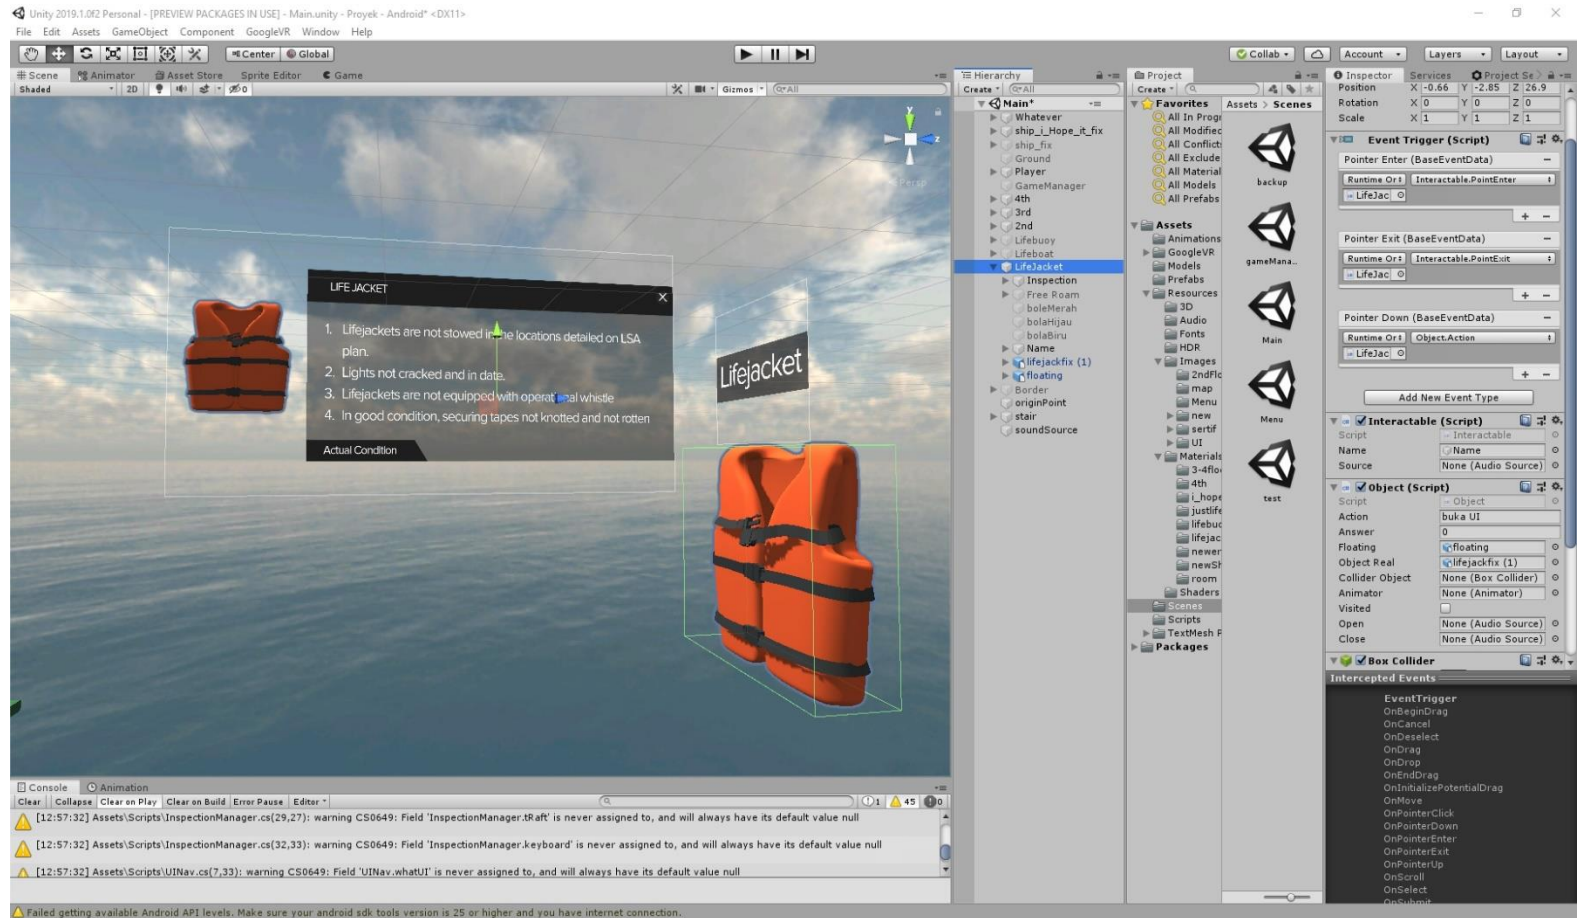 Unity 2019.1.0f2 Personal - [PREVIEW PACKAGES IN USE] - Main.unity - Proyek - Android* <DX11>
File Edit Assets GameObject Component GoogleVR Window Help
Center Global
Collab
Account
Layers
Layout
Scene Animator Asset Store Sprite Editor Game
Shaded 2D 0 Gizmos All
y
z
Persp
LIFE JACKET
X
1. Lifejackets are not stowed in the locations detailed on LSA
plan.
2. Lights not cracked and in date.
3. Lifejackets are not equipped with operational whistle
4. In good condition, securing tapes not knotted and not rotten
Actual Condition
Lifejacket
Hierarchy
Create All
Main*
Whatever
ship_i_Hope_it_fix
ship_fix
Ground
Player
GameManager
4th
3rd
2nd
Lifebuoy
Lifeboat
LifeJacket
Inspection
Free Roam
boleMerah
bolaHijau
bolaBiru
Name
lifejackfix (1)
floating
Border
originPoint
stair
soundSource
Project
Create
Favorites
All In Progr
All Modified
All Conflict
All Exclude
All Material
All Models
All Prefabs
Assets
Animations
GoogleVR
Models
Prefabs
Resources
3D
Audio
Fonts
HDR
Images
2ndFlo
map
Menu
new
sertif
UI
Materials
3-4floo
4th
i_hope
justlife
lifebuo
lifejac
newer
newSh
room
Shaders
Scenes
Scripts
TextMesh P
Packages
Assets > Scenes
backup
gameMana...
Main
Menu
test
Inspector Services Project Se
Position X -0.66 Y -2.85 Z 26.9
Rotation X 0 Y 0 Z 0
Scale X 1 Y 1 Z 1
Event Trigger (Script)
Pointer Enter (BaseEventData)
Runtime Or Interactable.PointEnter
LifeJac
Pointer Exit (BaseEventData)
Runtime Or Interactable.PointExit
LifeJac
Pointer Down (BaseEventData)
Runtime Or Object.Action
LifeJac
Add New Event Type
Interactable (Script)
Script Interactable
Name Name
Source None (Audio Source)
Object (Script)
Script Object
Action buka UI
Answer 0
Floating floating
Object Real lifejackfix (1)
Collider Object None (Box Collider)
Animator None (Animator)
Visited
Open None (Audio Source)
Close None (Audio Source)
Box Collider
Intercepted Events
EventTrigger
OnBeginDrag
OnCancel
OnDeselect
OnDrag
OnDrop
OnEndDrag
OnInitializePotentialDrag
OnMove
OnPointerClick
OnPointerDown
OnPointerEnter
OnPointerExit
OnPointerUp
OnScroll
OnSelect
OnSubmit
Console Animation
Clear Collapse Clear on Play Clear on Build Error Pause Editor 1 45 0
[12:57:32] Assets\Scripts\InspectionManager.cs(29,27): warning CS0649: Field 'InspectionManager.tRaft' is never assigned to, and will always have its default value null
[12:57:32] Assets\Scripts\InspectionManager.cs(32,33): warning CS0649: Field 'InspectionManager.keyboard' is never assigned to, and will always have its default value null
[12:57:32] Assets\Scripts\UINav.cs(7,33): warning CS0649: Field 'UINav.whatUI' is never assigned to, and will always have its default value null
Failed getting available Android API levels. Make sure your android sdk tools version is 25 or higher and you have internet connection.